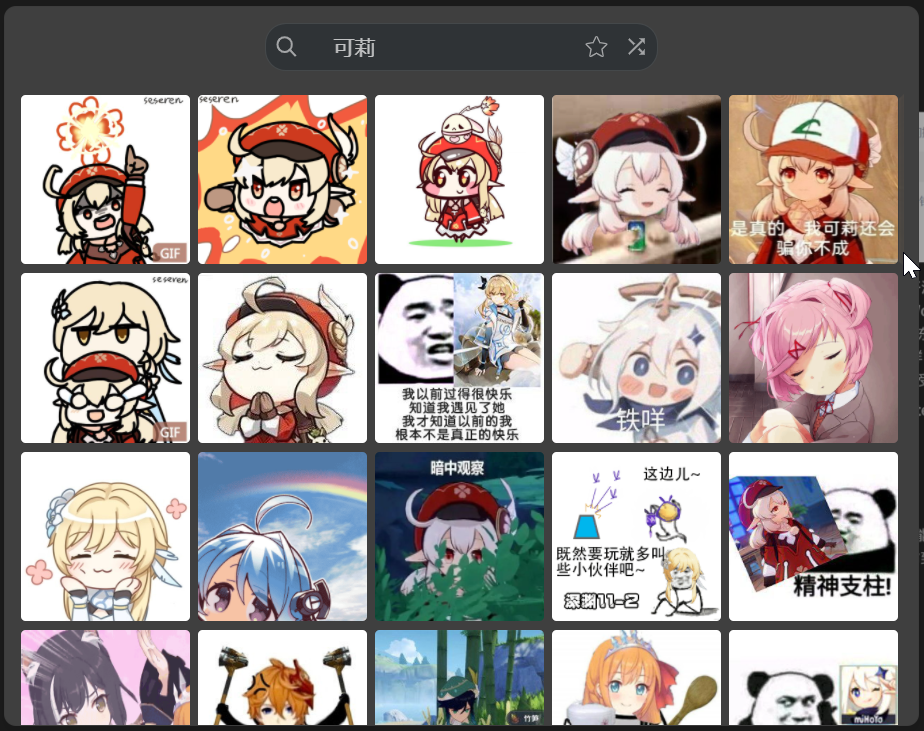 可莉
seseren
GIF
seseren
是真的，我可莉还会
骗你不成
seseren
GIF
我以前过得很快乐
知道我遇见了她
我才知道以前的我
根本不是真正的快乐
铁咩
暗中观察
这边儿~
既然要玩就多叫
些小伙伴吧~
深渊11-2
精神支柱!
竹笋
miHoYo